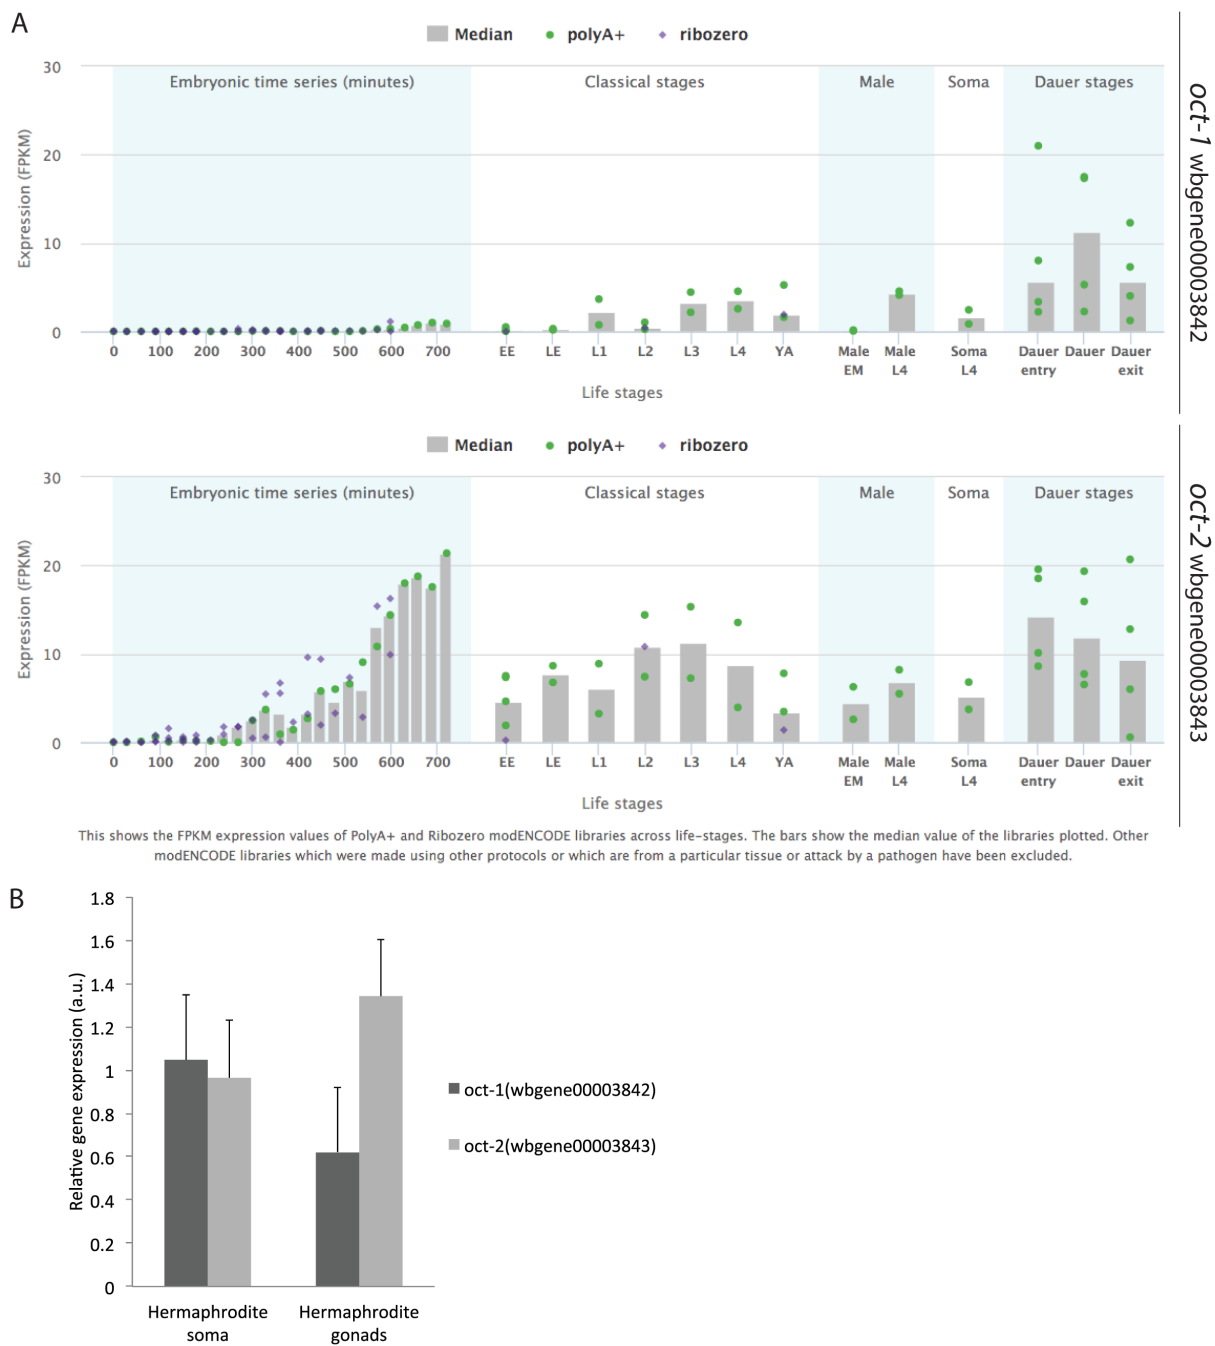 A
Median polyA+ ribozero
30
20
10
0
Expression (FPKM)
Embryonic time series (minutes) Classical stages Male Soma Dauer stages
0 100 200 300 400 500 600 700 EE LE L1 L2 L3 L4 YA Male Male Soma Dauer Dauer Dauer
EM L4 L4 entry exit
Life stages
oct-1 wbgene00003842
Median polyA+ ribozero
30
20
10
0
Expression (FPKM)
Embryonic time series (minutes) Classical stages Male Soma Dauer stages
0 100 200 300 400 500 600 700 EE LE L1 L2 L3 L4 YA Male Male Soma Dauer Dauer Dauer
EM L4 L4 entry exit
Life stages
oct-2 wbgene00003843
This shows the FPKM expression values of PolyA+ and Ribozero modENCODE libraries across life-stages. The bars show the median value of the libraries plotted. Other
modENCODE libraries which were made using other protocols or which are from a particular tissue or attack by a pathogen have been excluded.
B
1.8
1.6
1.4
1.2
1
0.8
0.6
0.4
0.2
0
Relative gene expression (a.u.)
oct-1(wbgene00003842)
oct-2(wbgene00003843)
Hermaphrodite Hermaphrodite
soma gonads